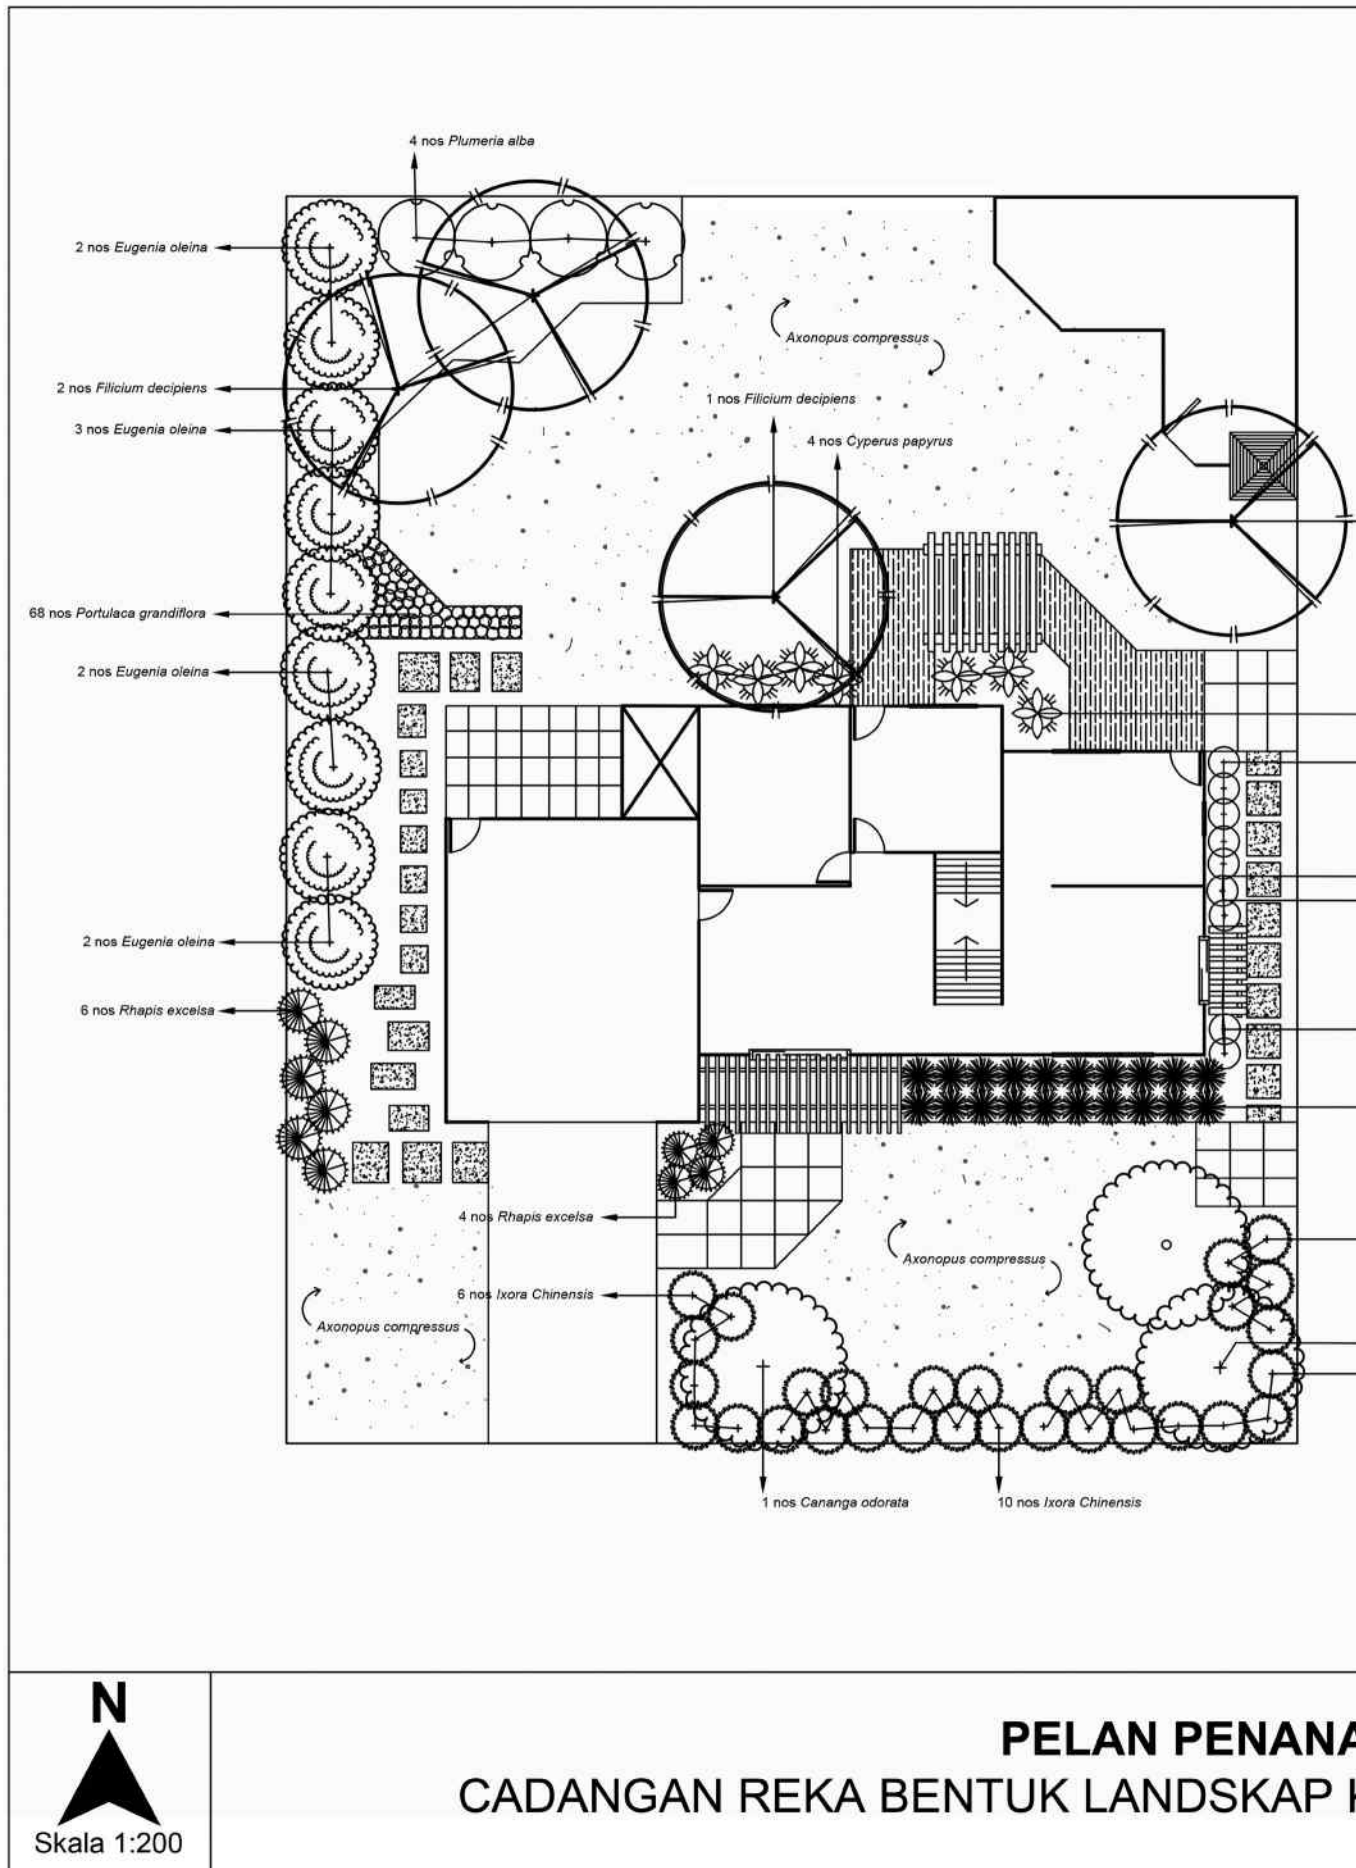 4 nos Plumeria alba
2 nos Eugenia oleina
Axonopus compressus
2 nos Filicium decipiens
1 nos Filicium decipiens
3 nos Eugenia oleina
4 nos Cyperus papyrus
68 nos Portulaca grandiflora
2 nos Eugenia oleina
2 nos Eugenia oleina
6 nos Rhapis excelsa
4 nos Rhapis excelsa
Axonopus compressus
6 nos Ixora Chinensis
Axonopus compressus
1 nos Cananga odorata
10 nos Ixora Chinensis
N
Skala 1:200
PELAN PENANA
CADANGAN REKA BENTUK LANDSKAP